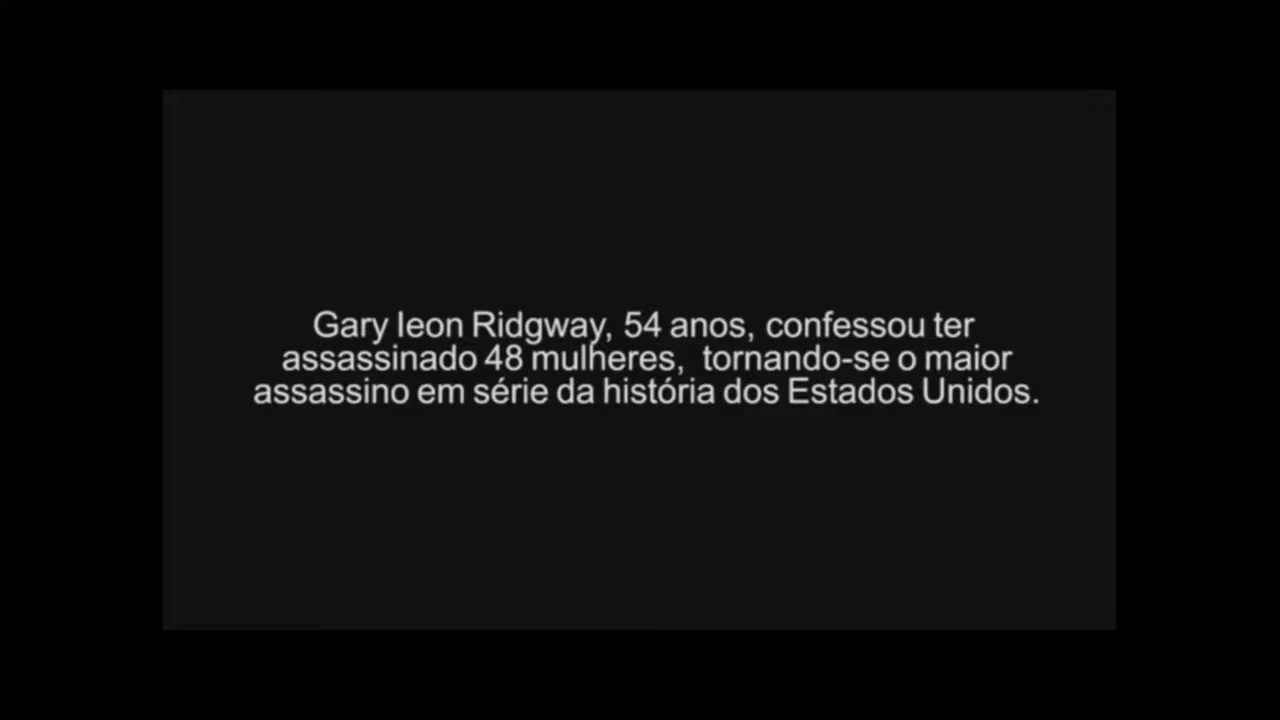 Gary leon Ridgway, 54 anos, confessou ter
assassinado 48 mulheres, tornando-se o maior
assassino em série da história dos Estados Unidos.